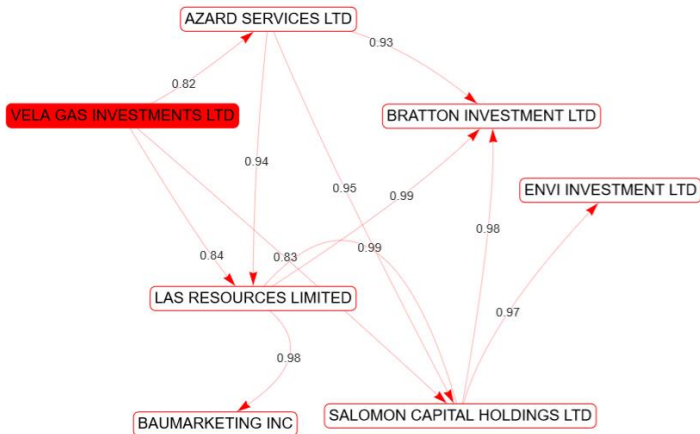 AZARD SERVICES LTD
0.93
0.82
VELA GAS INVESTMENTS LTD
BRATTON INVESTMENT LTD
0.94
0.95
ENVI INVESTMENT LTD
0.99
0.98
0.84
0.83
0.99
LAS RESOURCES LIMITED
0.97
0.98
BAUMARKETING INC
SALOMON CAPITAL HOLDINGS LTD